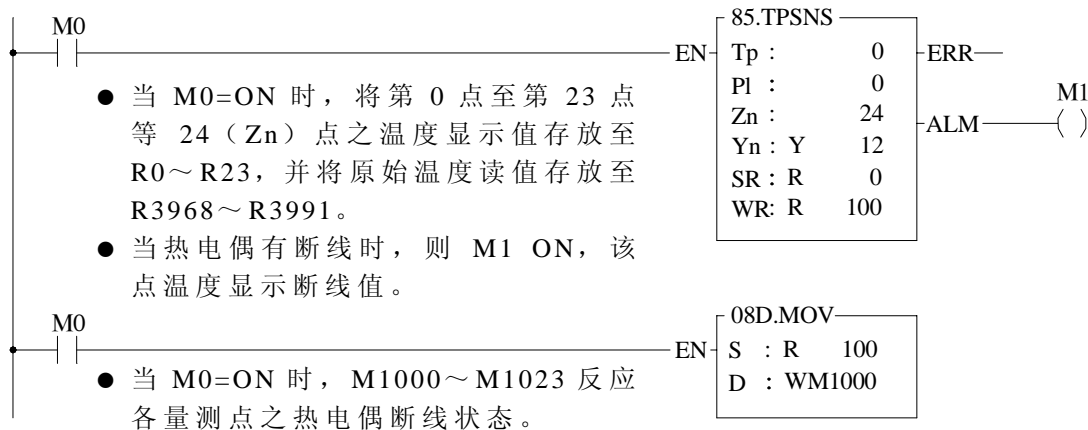 M0
EN
85.TPSNS
Tp : 0
Pl : 0
Zn : 24
Yn : Y 12
SR : R 0
WR: R 100
ERR
ALM
M1
( )
● 当 M0=ON 时，将第 0 点至第 23 点
等 24（Zn）点之温度显示值存放至
R0～R23，并将原始温度读值存放至
R3968～R3991。
● 当热电偶有断线时，则 M1 ON，该
点温度显示断线值。
M0
EN
08D.MOV
S : R 100
D : WM1000
● 当 M0=ON 时，M1000～M1023 反应
各量测点之热电偶断线状态。